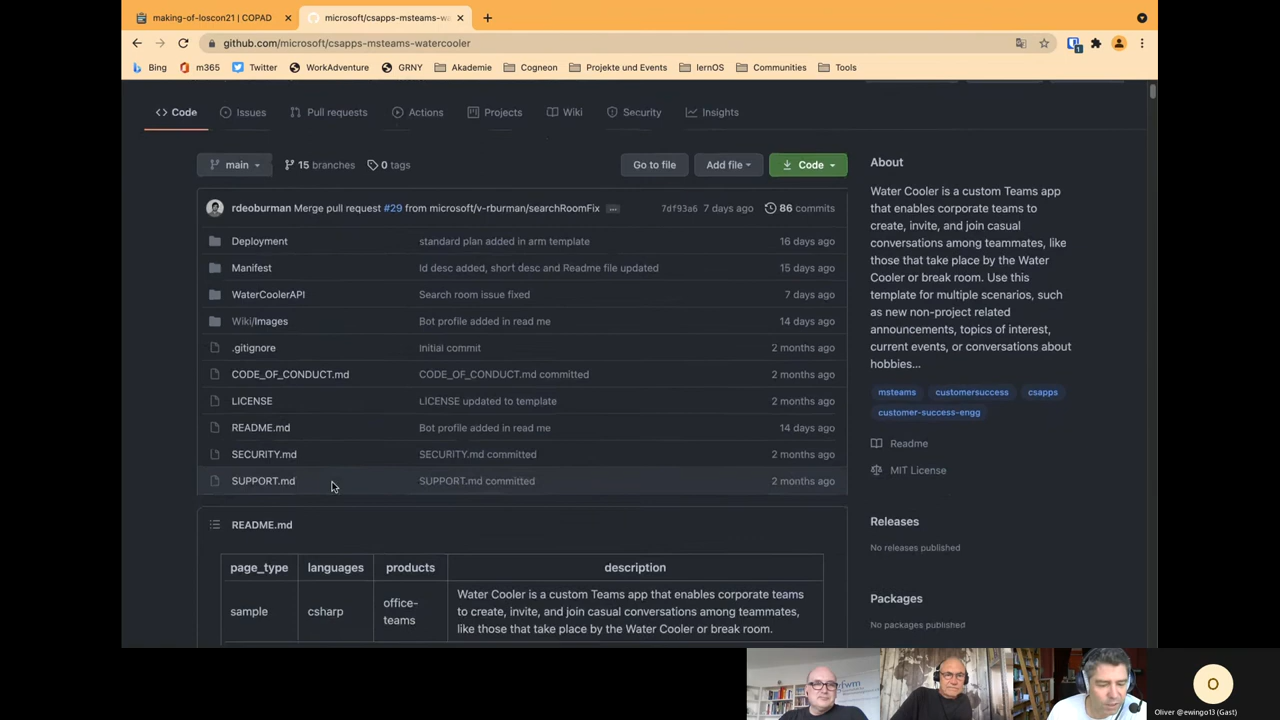 making-of-loscon21 | COPAD
microsoft/csapps-msteams-wa
github.com/microsoft/csapps-msteams-watercooler
1
Bing
m365
Twitter
WorkAdventure
GRNY
Akademie
Cogneon
Projekte und Events
lernOS
Communities
Tools
Code
Issues
Pull requests
Actions
Projects
Wiki
Security
Insights
main
15 branches
0 tags
Go to file
Add file
Code
rdeoburman Merge pull request #29 from microsoft/v-rburman/searchRoomFix ... 7df93a6 7 days ago 86 commits
Deployment standard plan added in arm template 16 days ago
Manifest Id desc added, short desc and Readme file updated 15 days ago
WaterCoolerAPI Search room issue fixed 7 days ago
Wiki/Images Bot profile added in read me 14 days ago
.gitignore Initial commit 2 months ago
CODE_OF_CONDUCT.md CODE_OF_CONDUCT.md committed 2 months ago
LICENSE LICENSE updated to template 2 months ago
README.md Bot profile added in read me 14 days ago
SECURITY.md SECURITY.md committed 2 months ago
SUPPORT.md SUPPORT.md committed 2 months ago
README.md
page_type languages products description
sample csharp office-
teams
Water Cooler is a custom Teams app that enables corporate teams
to create, invite, and join casual conversations among teammates,
like those that take place by the Water Cooler or break room.
About
Water Cooler is a custom Teams app
that enables corporate teams to
create, invite, and join casual
conversations among teammates, like
those that take place by the Water
Cooler or break room. Use this
template for multiple scenarios, such
as new non-project related
announcements, topics of interest,
current events, or conversations about
hobbies...
msteams customersuccess csapps
customer-success-engg
Readme
MIT License
Releases
No releases published
Packages
No packages published
O
Oliver @ewingo13 (Gast)